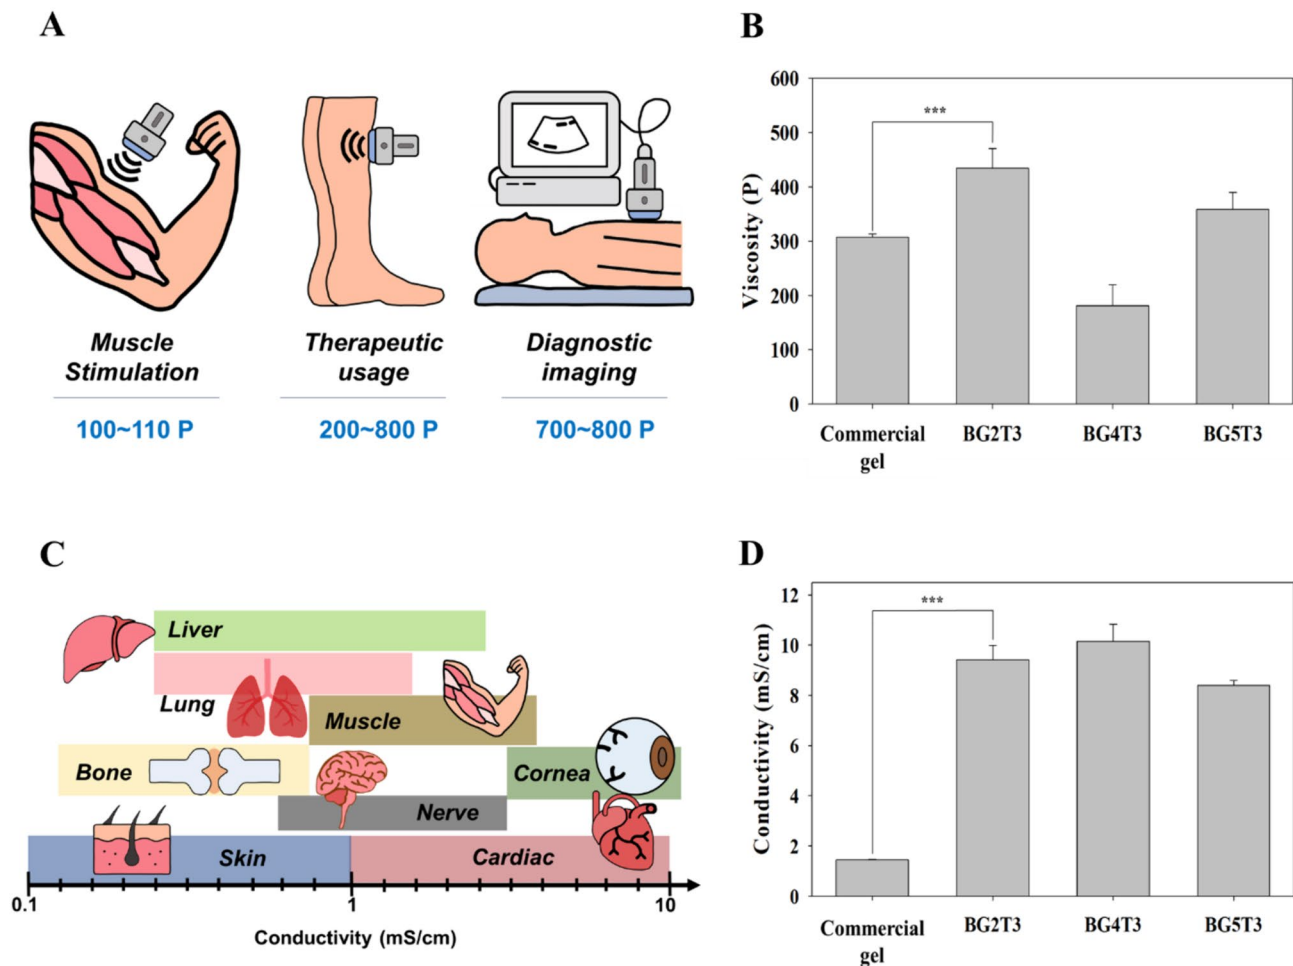 A
Muscle
Stimulation
100~110 P
Therapeutic
usage
200~800 P
Diagnostic
imaging
700~800 P
B
Viscosity (P)
600
500
400
300
200
100
0
***
Commercial
gel
BG2T3
BG4T3
BG5T3
C
Liver
Lung
Muscle
Bone
Cornea
Nerve
Skin
Cardiac
0.1
1
10
Conductivity (mS/cm)
D
Conductivity (mS/cm)
12
10
8
6
4
2
0
***
Commercial
gel
BG2T3
BG4T3
BG5T3